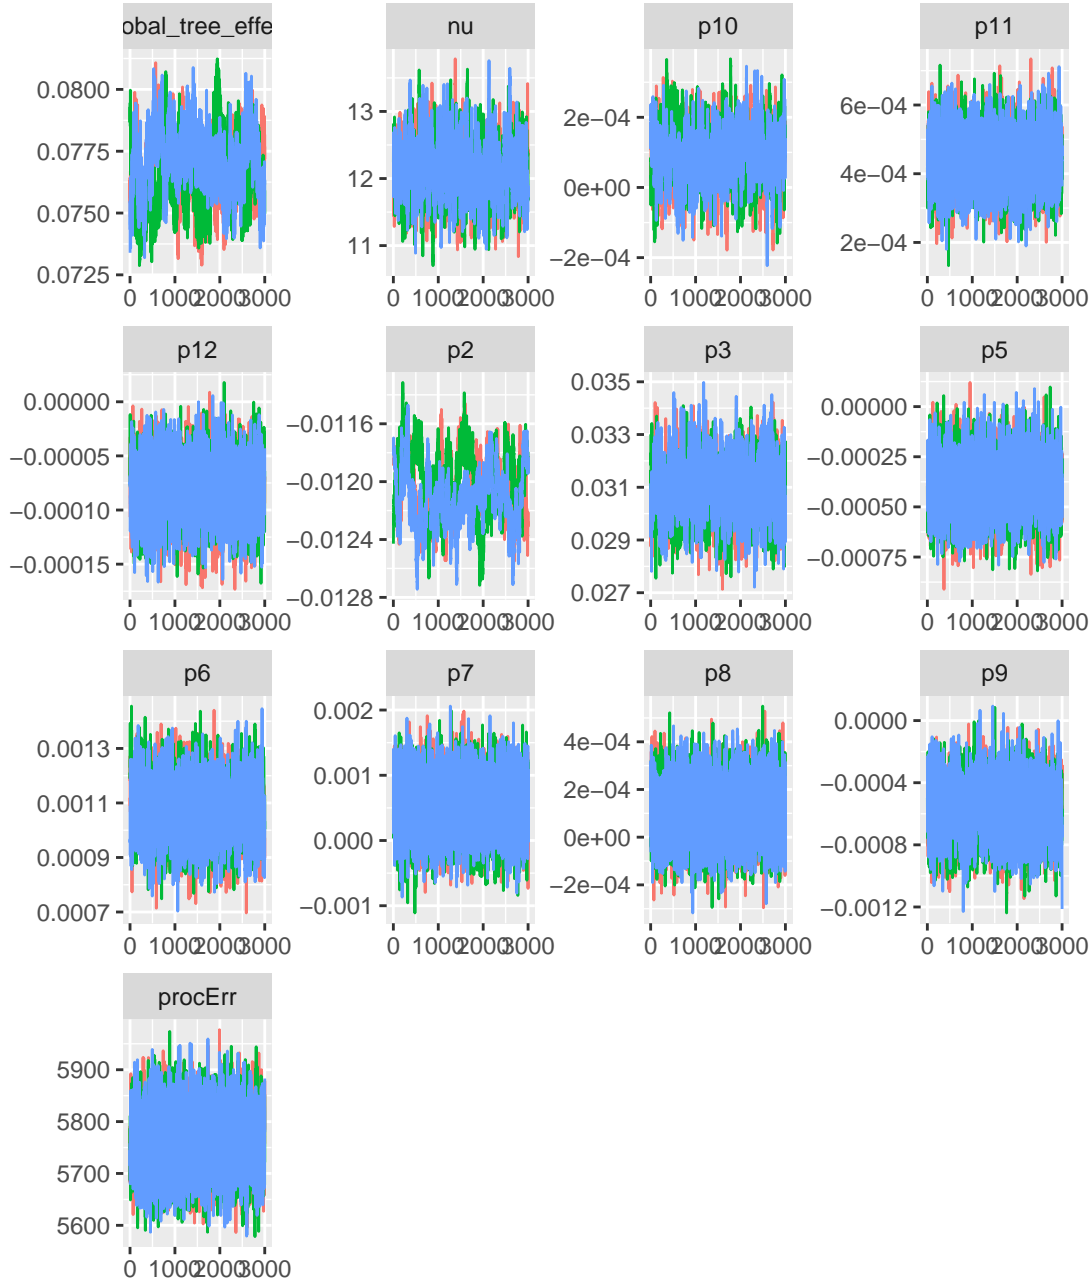 obal_tree_effe nu p10 p11
0.0800
0.0775
0.0750
0.0725
0 1000 2000 3000
13
12
11
0 1000 2000 3000
2e−04
0e+00
−2e−04
0 1000 2000 3000
6e−04
4e−04
2e−04
0 1000 2000 3000
p12 p2 p3 p5
0.00000
−0.00005
−0.00010
−0.00015
0 1000 2000 3000
−0.0116
−0.0120
−0.0124
−0.0128
0 1000 2000 3000
0.035
0.033
0.031
0.029
0.027
0 1000 2000 3000
0.00000
−0.00025
−0.00050
−0.00075
0 1000 2000 3000
p6 p7 p8 p9
0.0013
0.0011
0.0009
0.0007
0 1000 2000 3000
0.002
0.001
0.000
−0.001
0 1000 2000 3000
4e−04
2e−04
0e+00
−2e−04
0 1000 2000 3000
0.0000
−0.0004
−0.0008
−0.0012
0 1000 2000 3000
procErr
5900
5800
5700
5600
0 1000 2000 3000